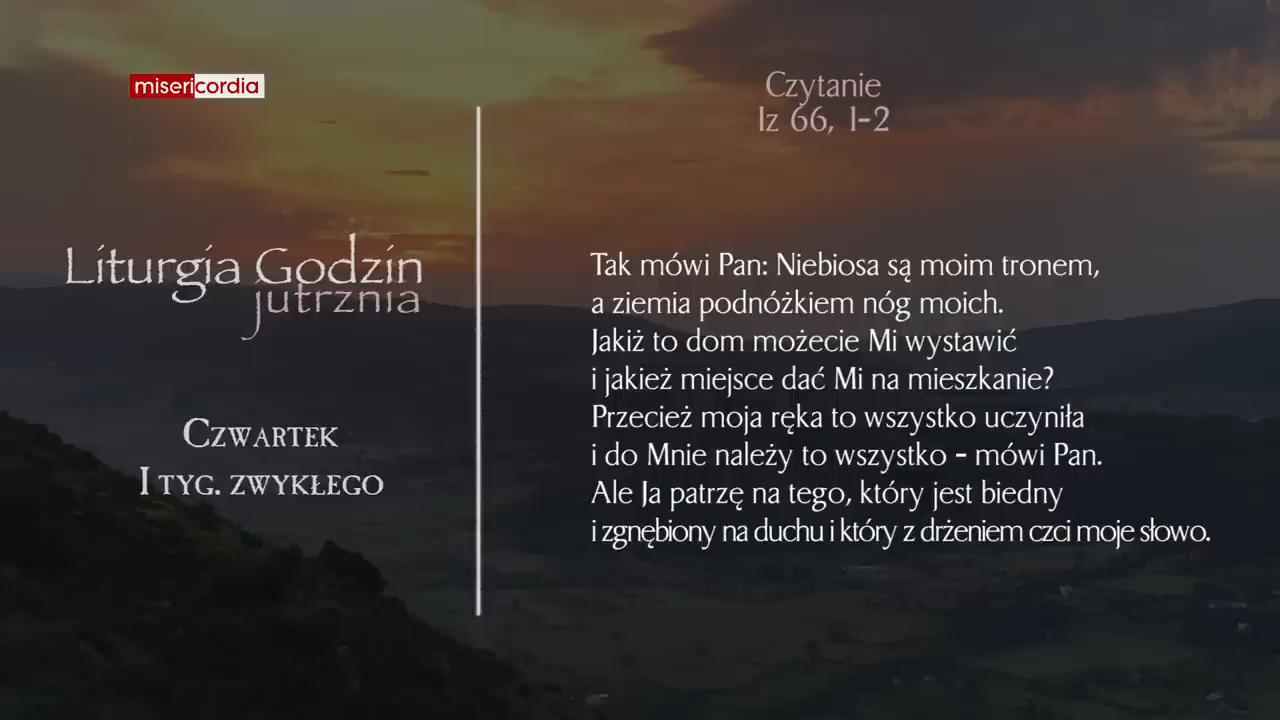 misericordia
Liturgia Godzin
jutrznia
Czwartek
I tyg. zwykłego
Czytanie
Iz 66, 1-2
Tak mówi Pan: Niebiosa są moim tronem,
a ziemia podnóżkiem nóg moich.
Jakiż to dom możecie Mi wystawić
i jakież miejsce dać Mi na mieszkanie?
Przecież moja ręka to wszystko uczyniła
i do Mnie należy to wszystko - mówi Pan.
Ale Ja patrzę na tego, który jest biedny
i zgnębiony na duchu i który z drżeniem czci moje słowo.